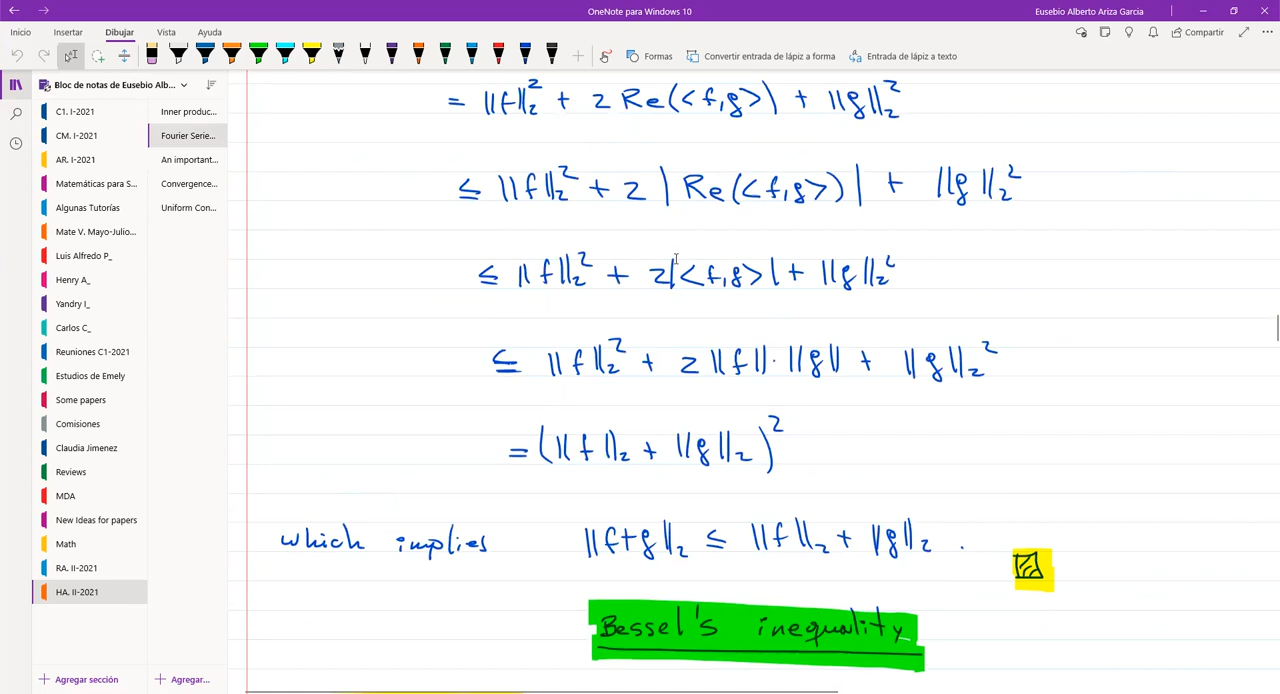 OneNote para Windows 10
Eusebio Alberto Ariza Garcia
Inicio Insertar Dibujar Vista Ayuda
Compartir
Formas Convertir entrada de lápiz a forma Entrada de lápiz a texto
Bloc de notas de Eusebio Alb...
C1. I-2021
CM. I-2021
AR. I-2021
Matemáticas para S...
Algunas Tutorías
Mate V. Mayo-Julio...
Luis Alfredo P_
Henry A_
Yandry I_
Carlos C_
Reuniones C1-2021
Estudios de Emely
Some papers
Comisiones
Claudia Jimenez
Reviews
MDA
New Ideas for papers
Math
RA. II-2021
HA. II-2021
+ Agregar sección
Inner produc...
Fourier Serie...
An important...
Convergence...
Uniform Con...
+ Agregar...
= ||f||₂² + 2 Re(<f,g>) + ||g||₂²
≤ ||f||₂² + 2 |Re(<f,g>)| + ||g||₂²
≤ ||f||₂² + 2|<f,g>| + ||g||₂²
≤ ||f||₂² + 2 ||f|| · ||g|| + ||g||₂²
= (||f||₂ + ||g||₂)²
which implies ||f+g||₂ ≤ ||f||₂ + ||g||₂ .
Bessel's inequality